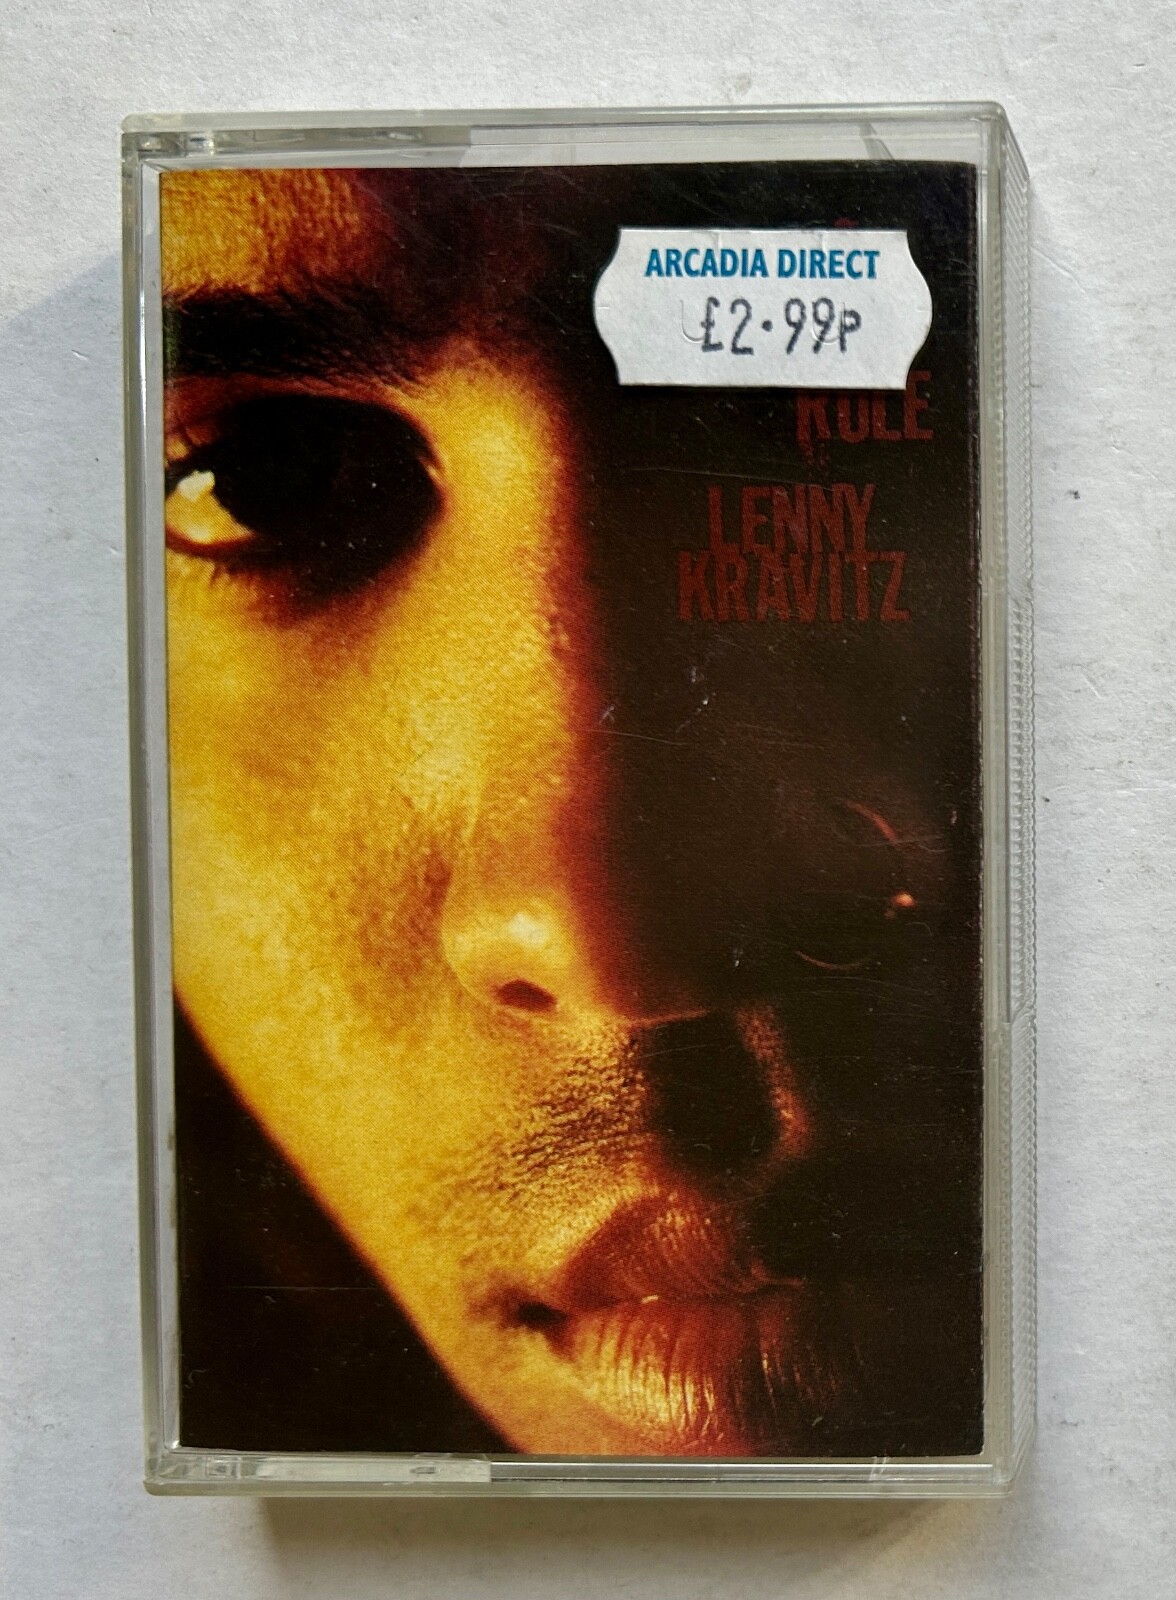 ARCADIA DIRECT
£2.99P
RULE
LENNY
KRAVITZ